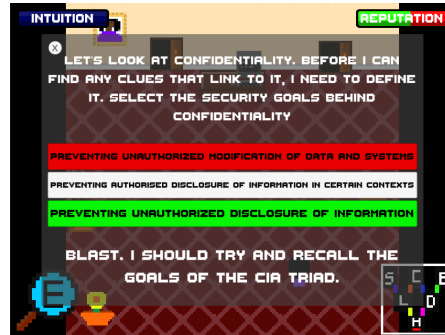 INTUITION
REPUTATION
X
LET'S LOOK AT CONFIDENTIALITY. BEFORE I CAN
FIND ANY CLUES THAT LINK TO IT, I NEED TO DEFINE
IT. SELECT THE SECURITY GOALS BEHIND
CONFIDENTIALITY
PREVENTING UNAUTHORIZED MODIFICATION OF DATA AND SYSTEMS
PREVENTING AUTHORISED DISCLOSURE OF INFORMATION IN CERTAIN CONTEXTS
PREVENTING UNAUTHORIZED DISCLOSURE OF INFORMATION
BLAST. I SHOULD TRY AND RECALL THE
GOALS OF THE CIA TRIAD.
E
S C E
L D
H